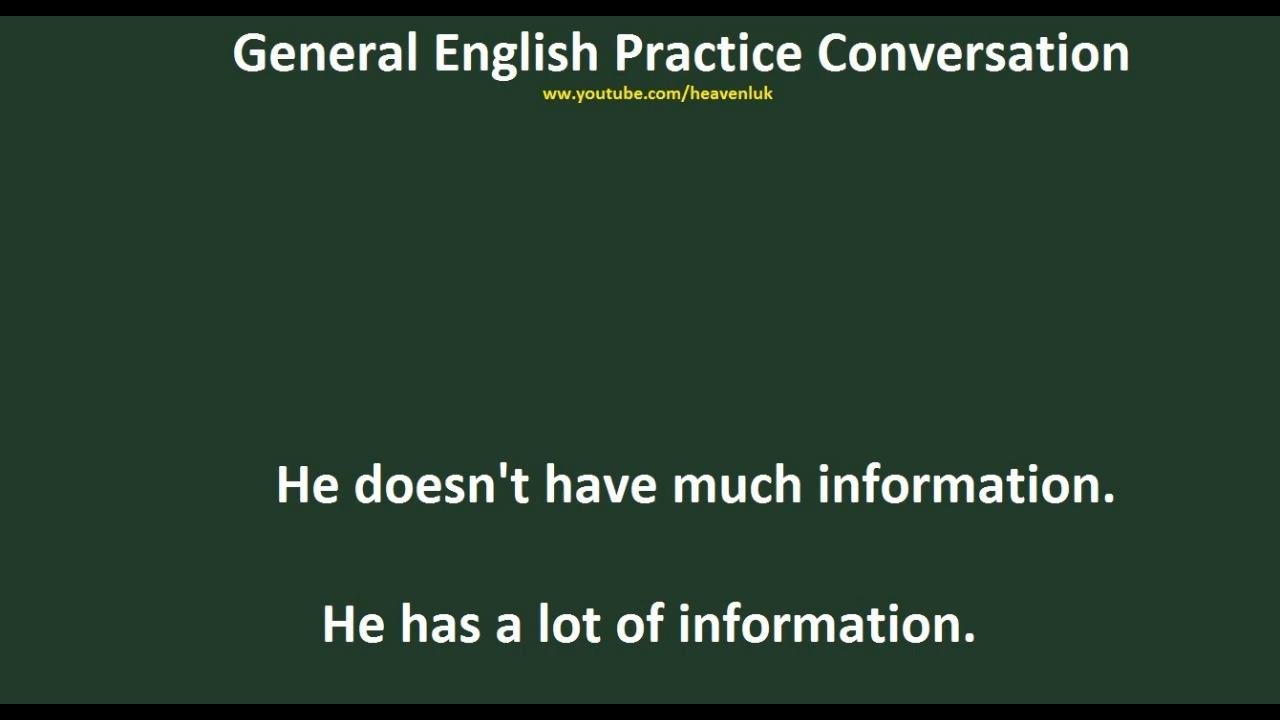 General English Practice Conversation
ww.youtube.com/heavenluk
He doesn't have much information.
He has a lot of information.